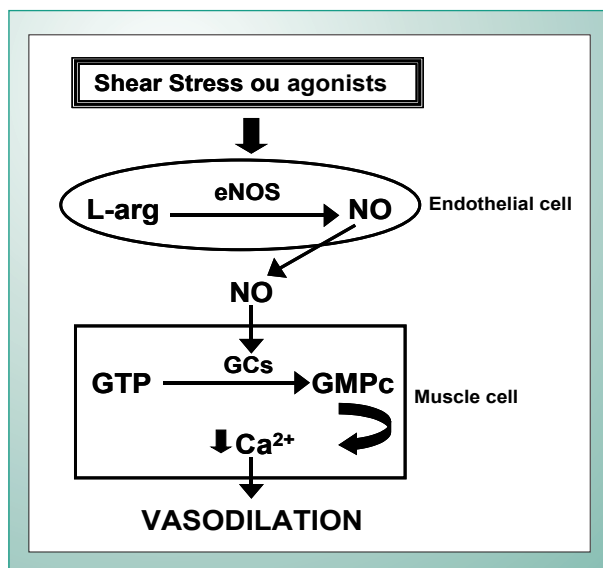 Shear Stress ou agonists
eNOS
L-arg NO
Endothelial cell
NO
GCs
GTP GMPc
Muscle cell
Ca²⁺
VASODILATION